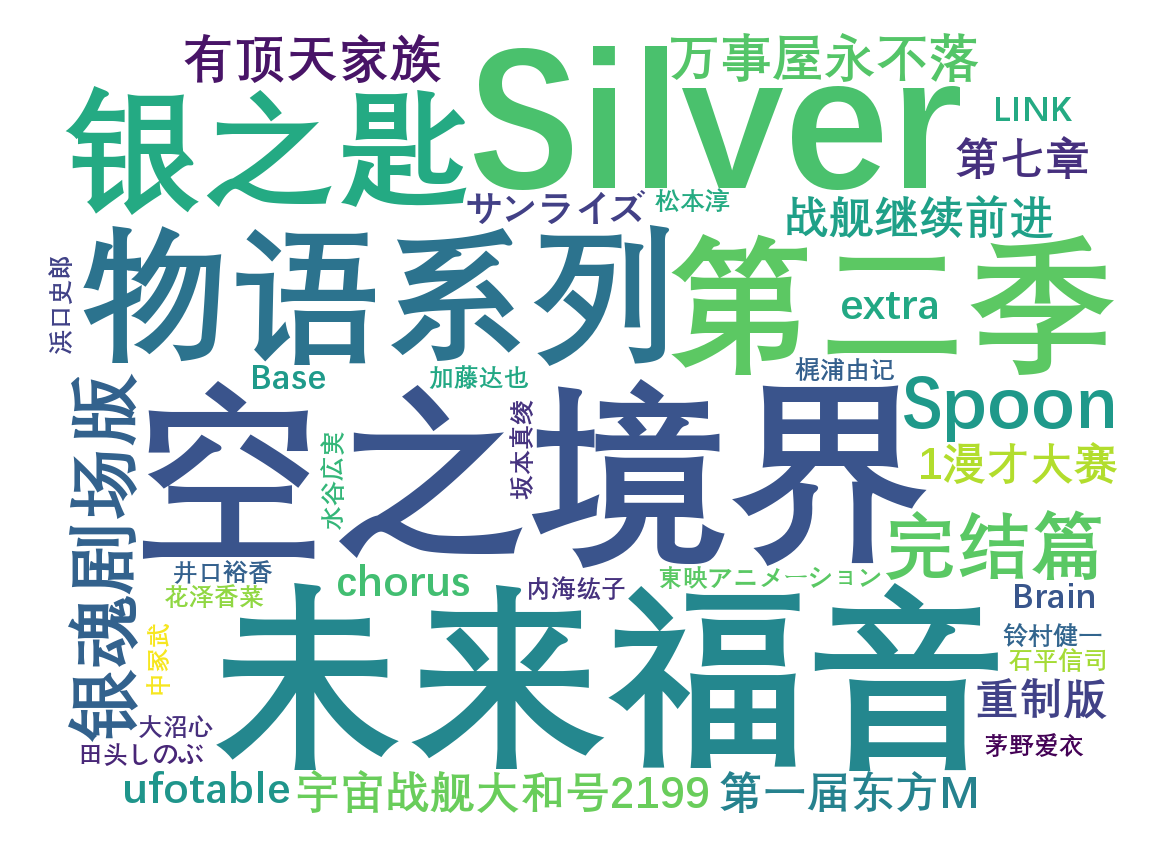 有顶天家族
Silver
万事屋永不落
银之匙
LINK
第七章
サンライズ
松本淳
战舰继续前进
浜口史郎
物语系列
第二季
extra
Base
加藤达也
梶浦由记
Spoon
银魂剧场版
空之境界
水谷広実
坂本真绫
1漫才大赛
完结篇
井口裕香
花泽香菜
chorus
内海紘子
東映アニメーション
Brain
中冢武
未来福音
铃村健一
石平信司
大沼心
田头しのぶ
重制版
茅野爱衣
ufotable
宇宙战舰大和号2199
第一届东方M